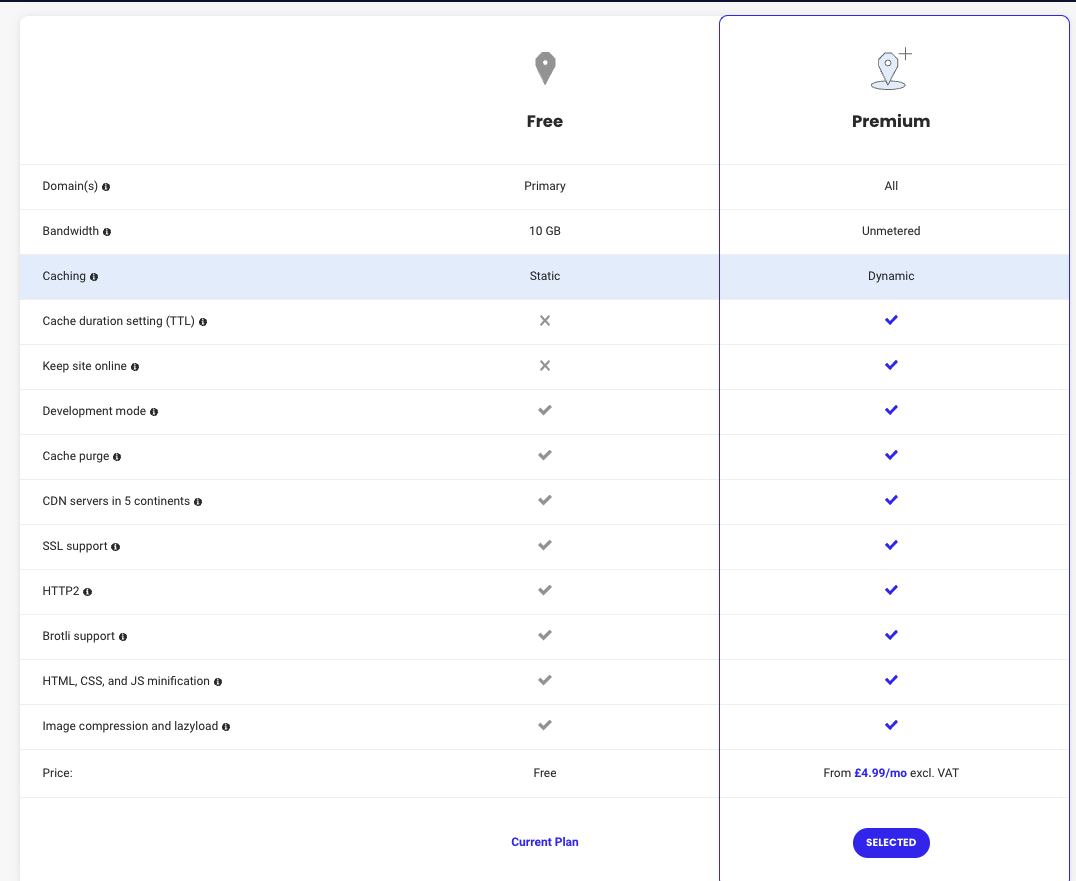 Free
Premium
Domain(s) Primary All
Bandwidth 10 GB Unmetered
Caching Static Dynamic
Cache duration setting (TTL)
Keep site online
Development mode
Cache purge
CDN servers in 5 continents
SSL support
HTTP2
Brotli support
HTML, CSS, and JS minification
Image compression and lazyload
Price: Free From £4.99/mo excl. VAT
Current Plan SELECTED